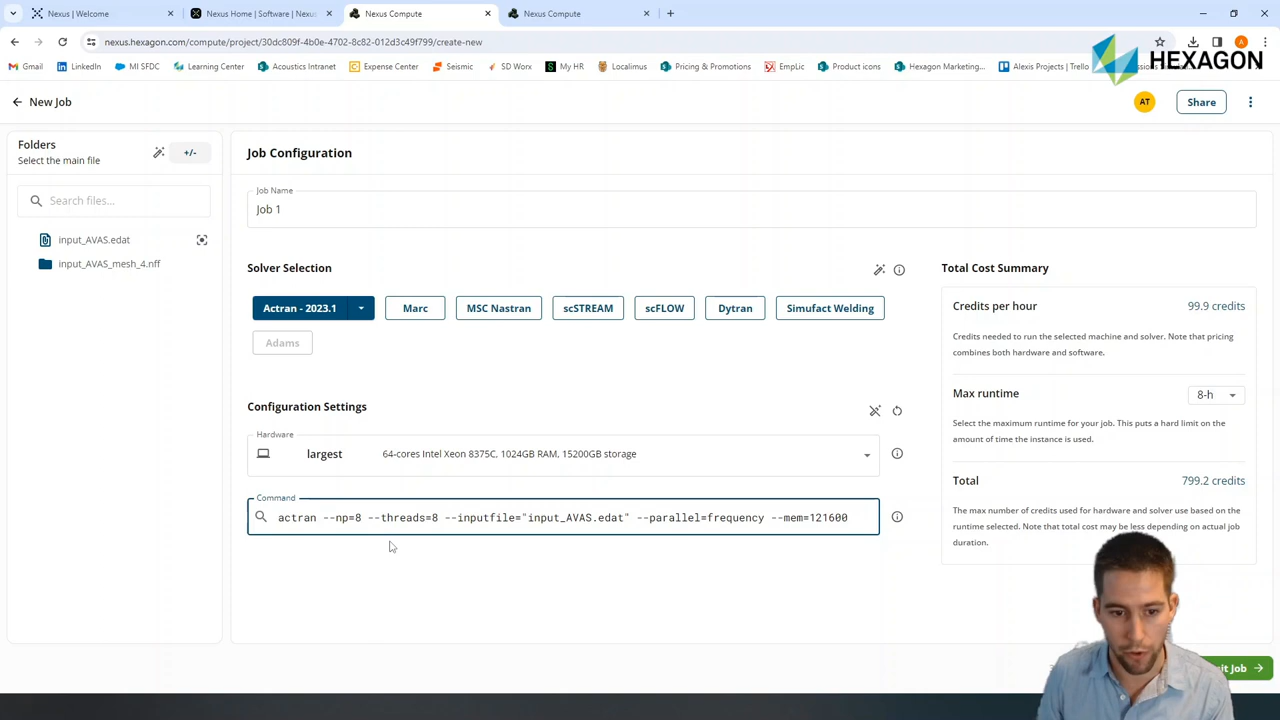 Nexus | Welcome
Nexus Home | Software | Nexus
Nexus Compute
Nexus Compute
nexus.hexagon.com/compute/project/30dc809f-4b0e-4702-8c82-012d3c49f799/create-new
Gmail
LinkedIn
MI SFDC
Learning Center
Acoustics Intranet
Expense Center
Seismic
SD Worx
My HR
Localimus
Pricing & Promotions
EmpLic
Product icons
Hexagon Marketing...
Alexis Projects | Trello
HEXAGON
New Job
AT
Share
Folders
Select the main file
+/-
Search files...
input_AVAS.edat
input_AVAS_mesh_4.nff
Job Configuration
Job Name
Job 1
Solver Selection
Actran - 2023.1
Marc
MSC Nastran
scSTREAM
scFLOW
Dytran
Simufact Welding
Adams
Configuration Settings
Hardware
largest 64-cores Intel Xeon 8375C, 1024GB RAM, 15200GB storage
Command
actran --np=8 --threads=8 --inputfile="input_AVAS.edat" --parallel=frequency --mem=121600
Total Cost Summary
Credits per hour 99.9 credits
Credits needed to run the selected machine and solver. Note that pricing
combines both hardware and software.
Max runtime 8-h
Select the maximum runtime for your job. This puts a hard limit on the
amount of time the instance is used.
Total 799.2 credits
The max number of credits used for hardware and solver use based on the
runtime selected. Note that total cost may be less depending on actual job
duration.
Job